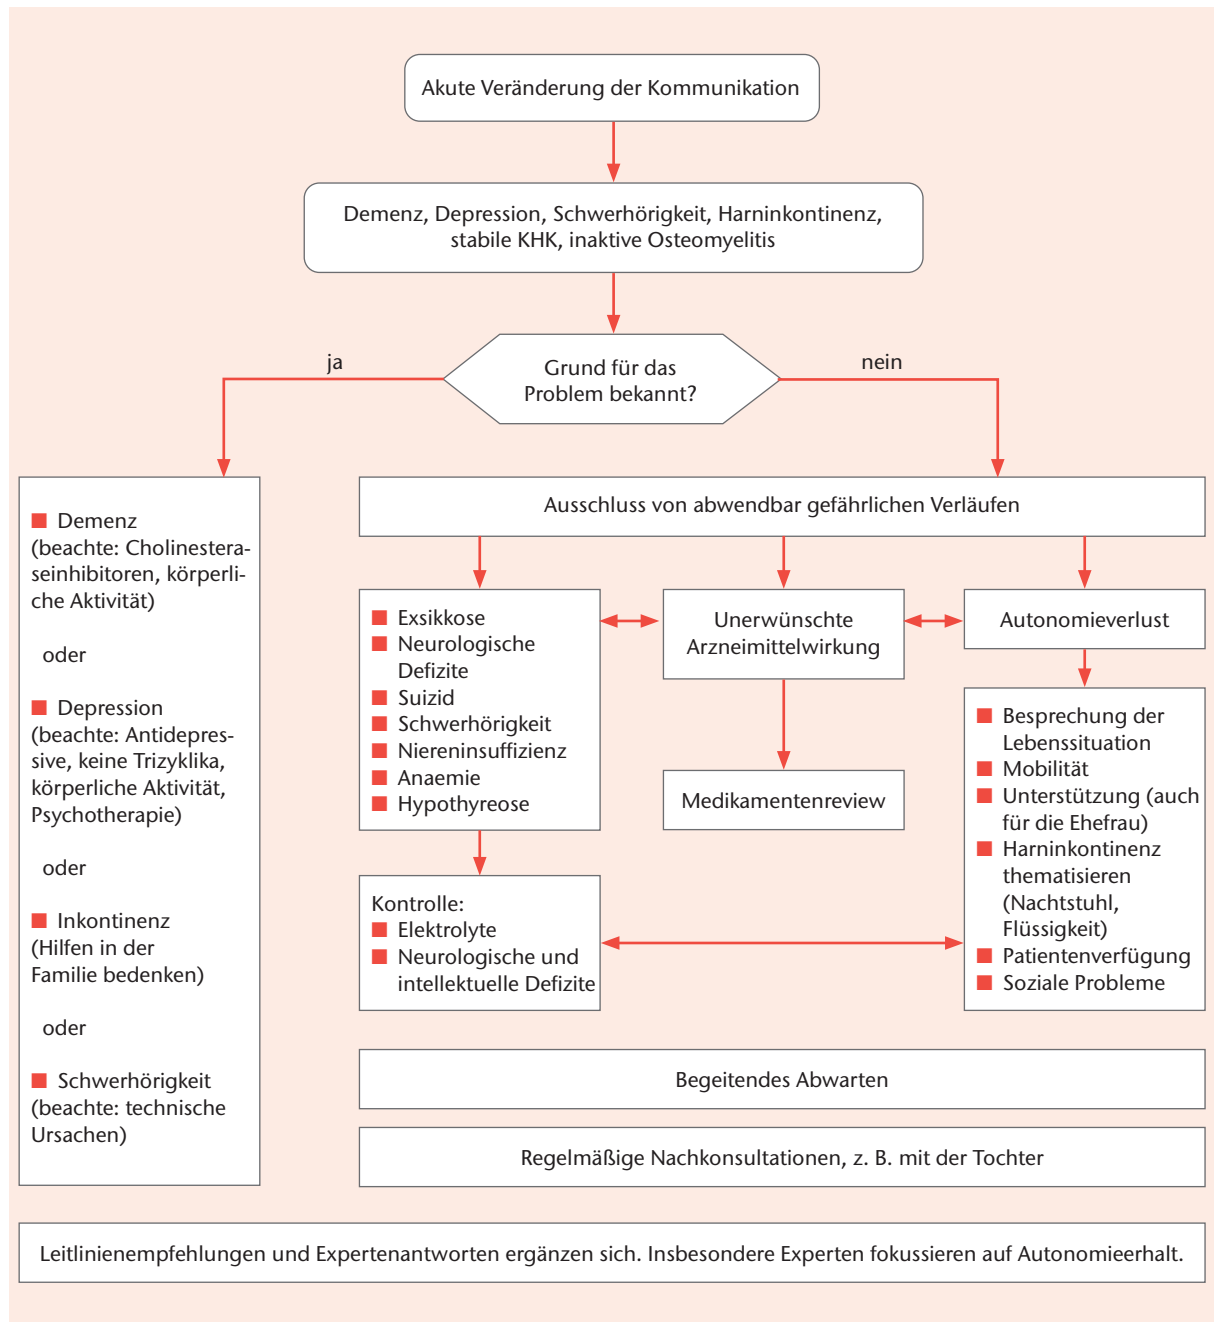 Akute Veränderung der Kommunikation
Demenz, Depression, Schwerhörigkeit, Harninkontinenz,
stabile KHK, inaktive Osteomyelitis
Grund für das
Problem bekannt?
ja
nein
Demenz
(beachte: Cholinestera-
seinhibitoren, körperli-
che Aktivität)
oder
Depression
(beachte: Antidepres-
sive, keine Trizyklika,
körperliche Aktivität,
Psychotherapie)
oder
Inkontinenz
(Hilfen in der
Familie bedenken)
oder
Schwerhörigkeit
(beachte: technische
Ursachen)
Ausschluss von abwendbar gefährlichen Verläufen
Exsikkose
Neurologische
Defizite
Suizid
Schwerhörigkeit
Niereninsuffizienz
Anaemie
Hypothyreose
Kontrolle:
Elektrolyte
Neurologische und
intellektuelle Defizite
Unerwünschte
Arzneimittelwirkung
Medikamentenreview
Autonomieverlust
Besprechung der
Lebenssituation
Mobilität
Unterstützung (auch
für die Ehefrau)
Harninkontinenz
thematisieren
(Nachtstuhl,
Flüssigkeit)
Patientenverfügung
Soziale Probleme
Begeitendes Abwarten
Regelmäßige Nachkonsultationen, z. B. mit der Tochter
Leitlinienempfehlungen und Expertenantworten ergänzen sich. Insbesondere Experten fokussieren auf Autonomieerhalt.